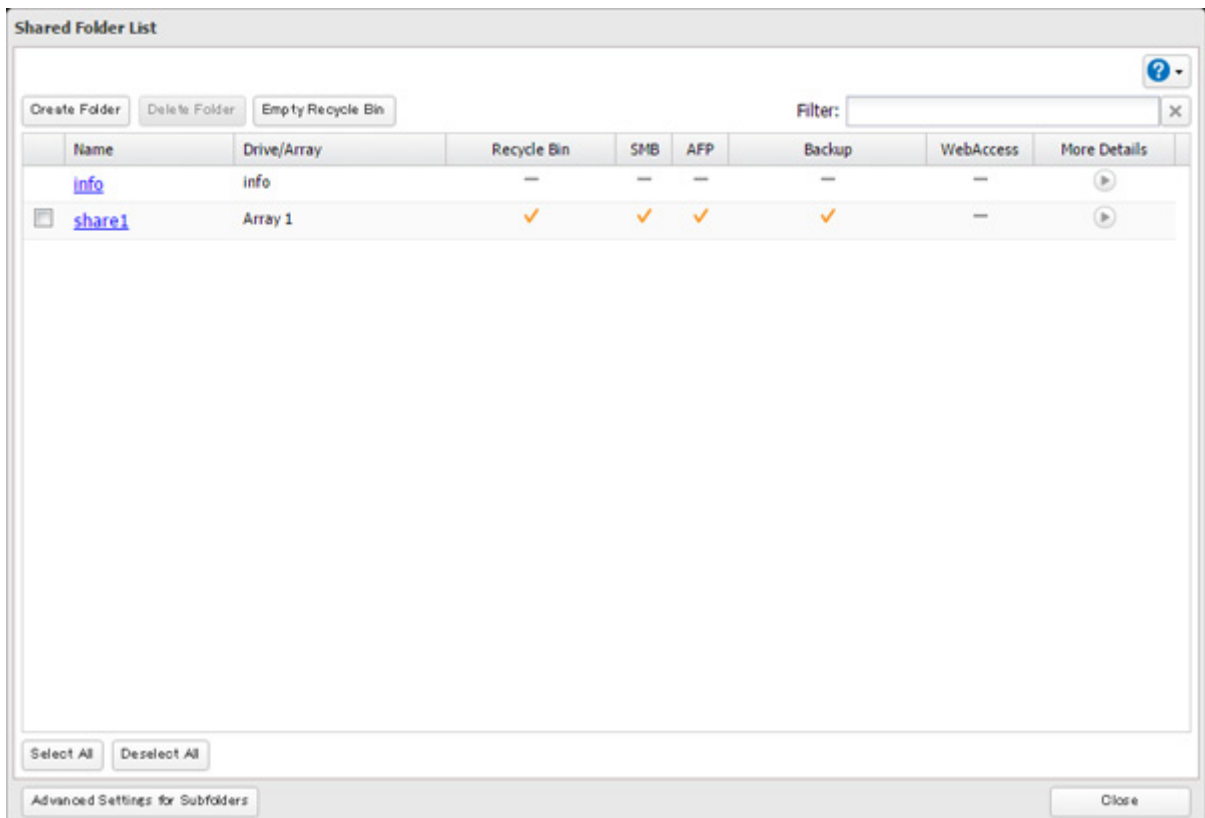 Shared Folder List
Create Folder Delete Folder Empty Recycle Bin Filter:
Name Drive/Array Recycle Bin SMB AFP Backup WebAccess More Details
info info
share1 Array 1
Select All Deselect All
Advanced Settings for Subfolders Close